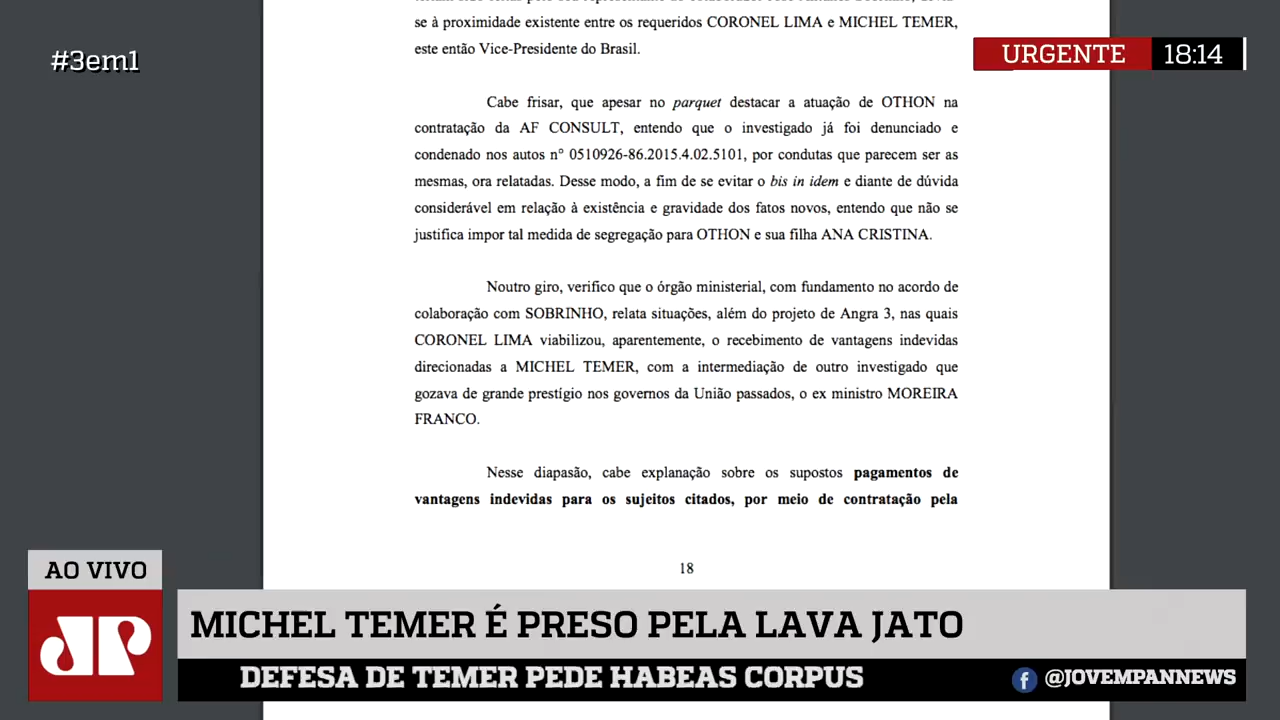 se à proximidade existente entre os requeridos CORONEL LIMA e MICHEL TEMER,
este então Vice-Presidente do Brasil.
#3em1
URGENTE 18:14
Cabe frisar, que apesar no parquet destacar a atuação de OTHON na
contratação da AF CONSULT, entendo que o investigado já foi denunciado e
condenado nos autos nº 0510926-86.2015.4.02.5101, por condutas que parecem ser as
mesmas, ora relatadas. Desse modo, a fim de se evitar o bis in idem e diante de dúvida
considerável em relação à existência e gravidade dos fatos novos, entendo que não se
justifica impor tal medida de segregação para OTHON e sua filha ANA CRISTINA.
Noutro giro, verifico que o órgão ministerial, com fundamento no acordo de
colaboração com SOBRINHO, relata situações, além do projeto de Angra 3, nas quais
CORONEL LIMA viabilizou, aparentemente, o recebimento de vantagens indevidas
direcionadas a MICHEL TEMER, com a intermediação de outro investigado que
gozava de grande prestígio nos governos da União passados, o ex ministro MOREIRA
FRANCO.
Nesse diapasão, cabe explanação sobre os supostos pagamentos de
vantagens indevidas para os sujeitos citados, por meio de contratação pela
18
AO VIVO
JP
MICHEL TEMER É PRESO PELA LAVA JATO
DEFESA DE TEMER PEDE HABEAS CORPUS
f @JOVEMPANNEWS